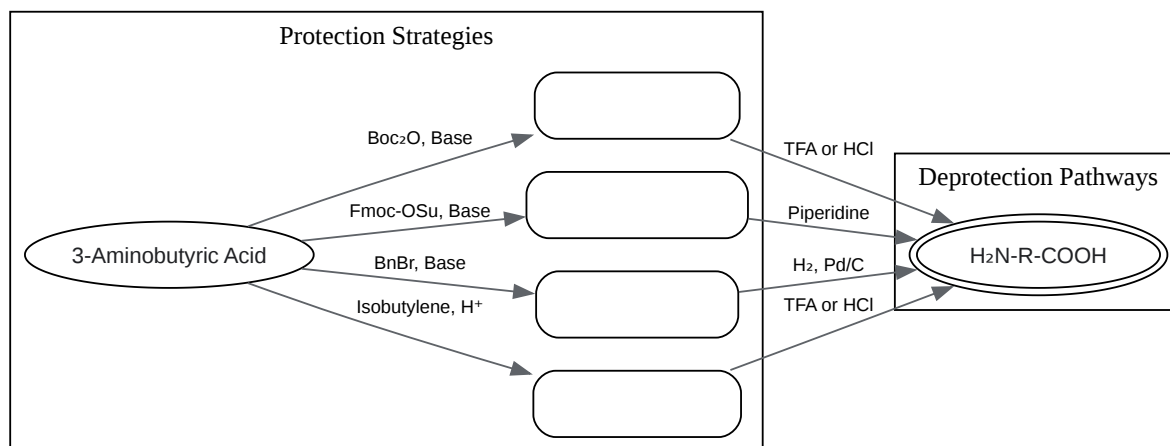 Protection Strategies
Boc₂O, Base
TFA or HCl
Deprotection Pathways
Fmoc-OSu, Base
Piperidine
3-Aminobutyric Acid
H₂N-R-COOH
BnBr, Base
H₂, Pd/C
Isobutylene, H⁺
TFA or HCl